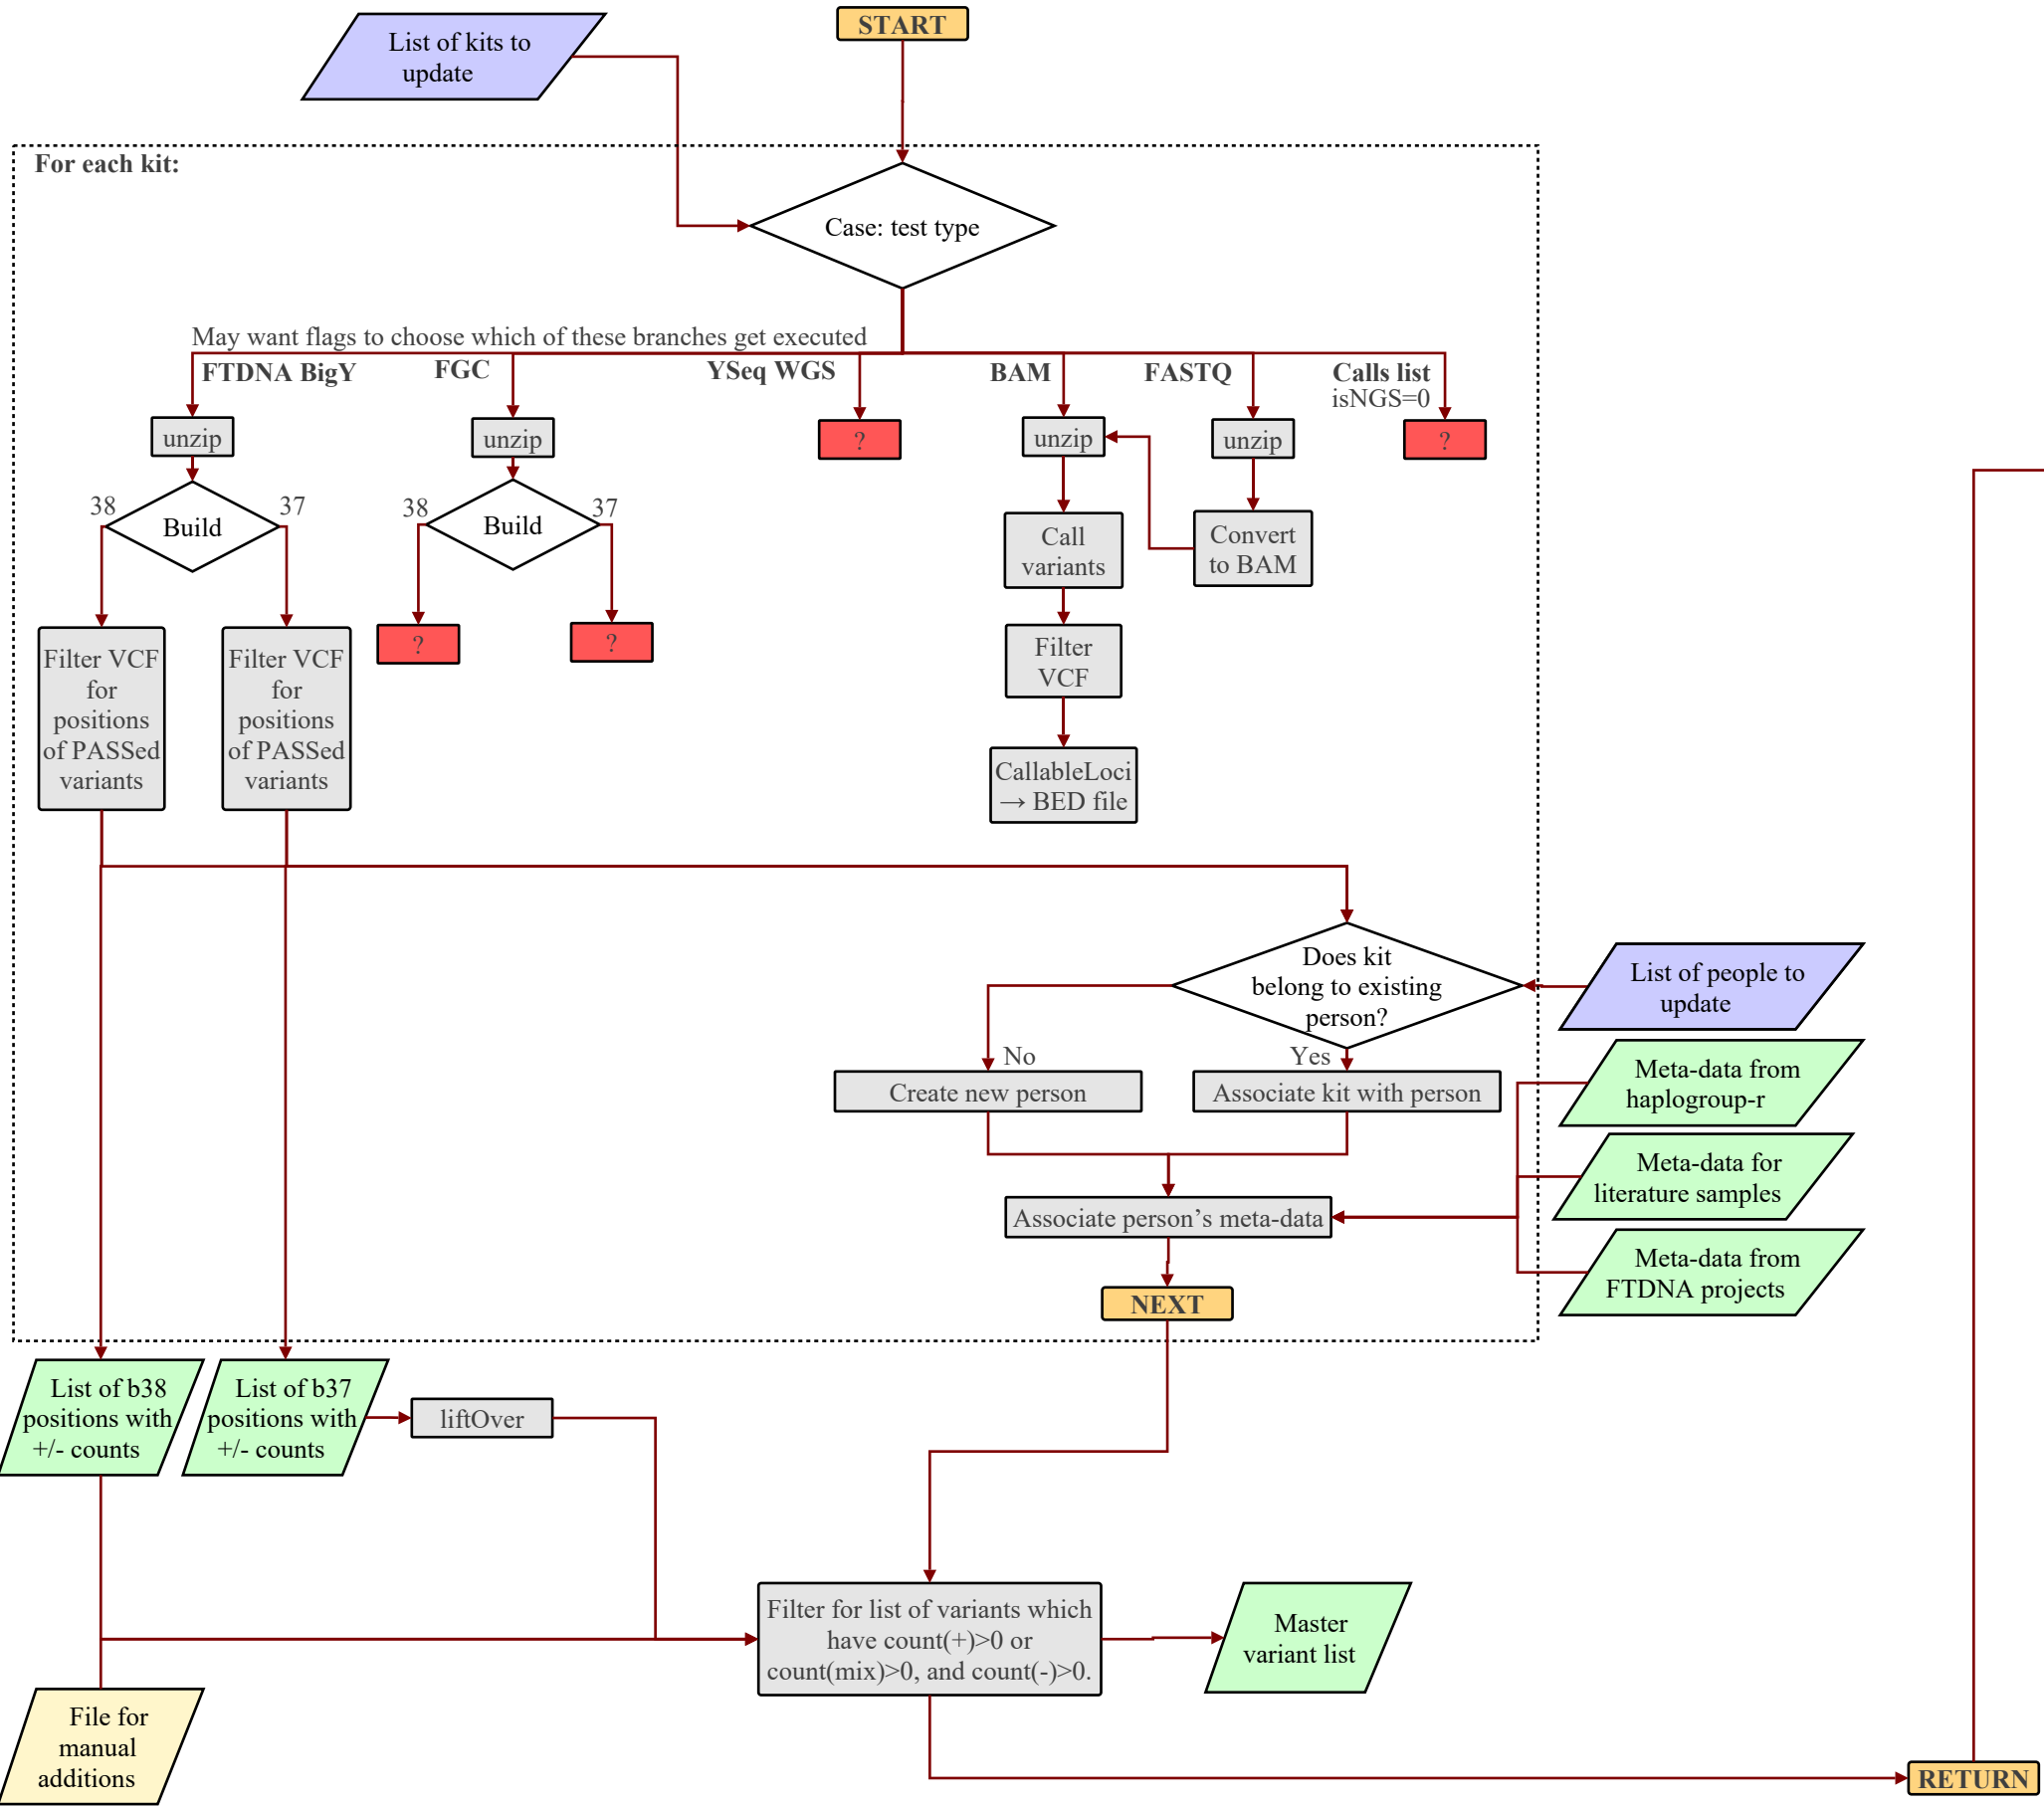 START
List of kits to
update
For each kit:
Case: test type
May want flags to choose which of these branches get executed
FTDNA BigY
FGC
YSeq WGS
BAM
FASTQ
Calls list
isNGS=0
unzip
unzip
?
unzip
unzip
?
38
Build
37
38
Build
37
Call
variants
Convert
to BAM
Filter VCF
for
positions
of PASSed
variants
Filter VCF
for
positions
of PASSed
variants
?
?
Filter
VCF
CallableLoci
→ BED file
Does kit
belong to existing
person?
List of people to
update
No
Yes
Create new person
Associate kit with person
Meta-data from
haplogroup-r
Meta-data for
literature samples
Associate person’s meta-data
Meta-data from
FTDNA projects
NEXT
List of b38
positions with
+/- counts
List of b37
positions with
+/- counts
liftOver
Filter for list of variants which
have count(+)>0 or
count(mix)>0, and count(-)>0.
Master
variant list
File for
manual
additions
RETURN